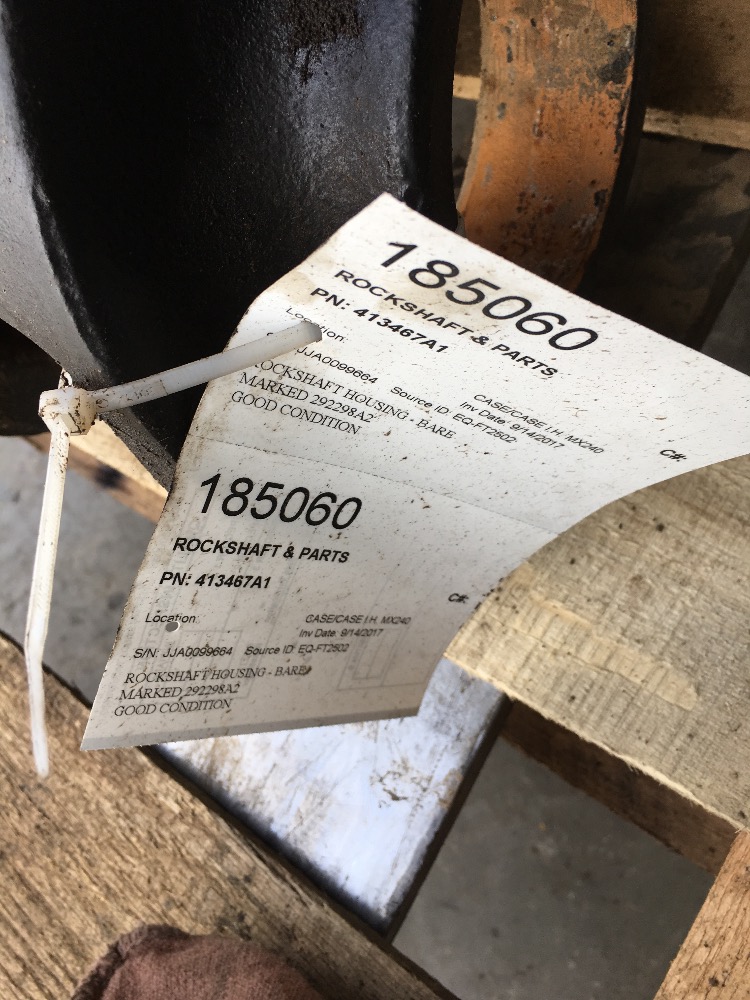 185060
ROCKSHAFT & PARTS
PN: 413467A1
Location:
JJA0099664 Source ID: EQ-FT2502
CASE/CASE I.H. MX240
Inv Date: 9/14/2017
C#:
ROCKSHAFT HOUSING - BARE
MARKED 292298A2
GOOD CONDITION
185060
ROCKSHAFT & PARTS
PN: 413467A1
C#:
Location:
CASE/CASE I.H. MX240
Inv Date: 9/14/2017
S/N: JJA0099664 Source ID: EQ-FT2502
ROCKSHAFT HOUSING - BARE
MARKED 292298A2
GOOD CONDITION